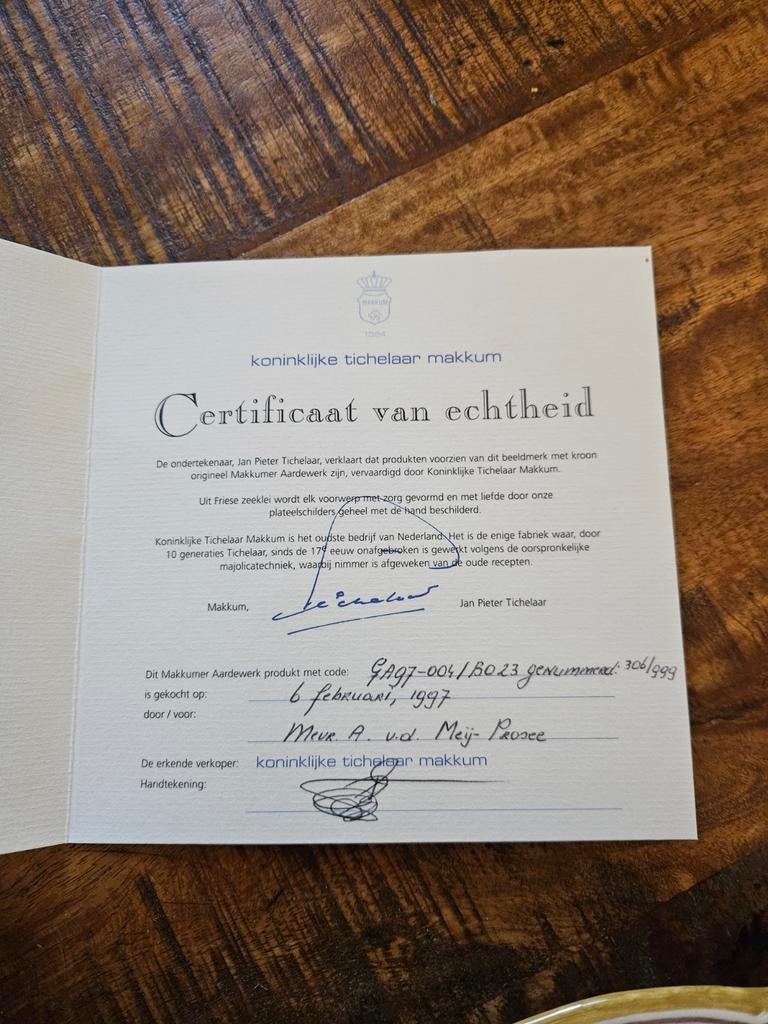 MAKKUM
1594
koninklijke tichelaar makkum
Certificaat van echtheid
De ondertekenaar, Jan Pieter Tichelaar, verklaart dat produkten voorzien van dit beeldmerk met kroon
origineel Makkumer Aardewerk zijn, vervaardigd door Koninklijke Tichelaar Makkum.
Uit Friese zeeklei wordt elk voorwerp met zorg gevormd en met liefde door onze
plateelschilders geheel met de hand beschilderd.
Koninklijke Tichelaar Makkum is het oudste bedrijf van Nederland. Het is de enige fabriek waar, door
10 generaties Tichelaar, sinds de 17e eeuw onafgebroken is gewerkt volgens de oorspronkelijke
majolicatechniek, waarbij nimmer is afgeweken van de oude recepten.
Makkum, Tichelaar Jan Pieter Tichelaar
Dit Makkumer Aardewerk produkt met code: GA97-004/BO23 genummerd: 306/999
is gekocht op: 6 februari, 1997
door / voor:
Mevr. A. v.d. Meij- Prosee
De erkende verkoper: koninklijke tichelaar makkum
Handtekening: